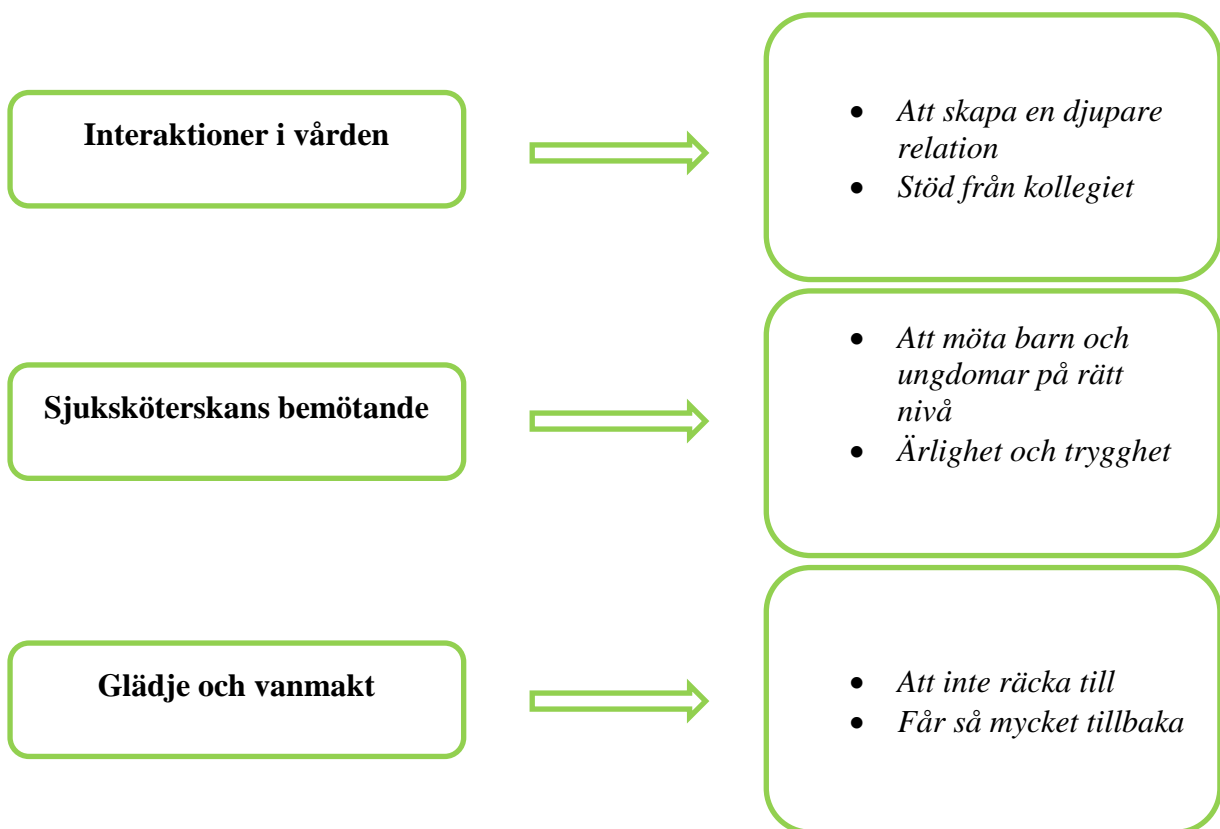 Interaktioner i vården
• Att skapa en djupare
relation
• Stöd från kollegiet
Sjuksköterskans bemötande
• Att möta barn och
ungdomar på rätt
nivå
• Ärlighet och trygghet
Glädje och vanmakt
• Att inte räcka till
• Får så mycket tillbaka